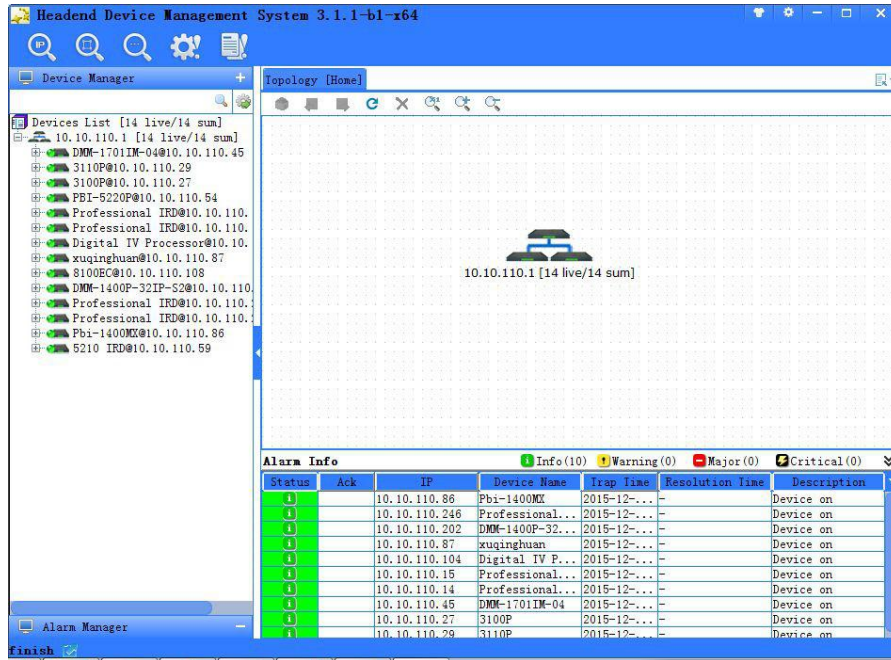 Headend Device Management System 3.1.1-b1-x64
Device Manager
Topology [Home]
Devices List [14 live/14 sum]
10.10.110.1 [14 live/14 sum]
DMM-1701IM-04@10.10.110.45
3110P@10.10.110.29
3100P@10.10.110.27
PBI-5220P@10.10.110.54
Professional IRD@10.10.110.
Professional IRD@10.10.110.
Digital IV Processor@10.10.
xuqinghuan@10.10.110.87
8100EC@10.10.110.108
DMM-1400P-32IP-S2@10.10.110.
Professional IRD@10.10.110.
Professional IRD@10.10.110.
Pbi-1400MX@10.10.110.86
5210 IRD@10.10.110.59
10.10.110.1 [14 live/14 sum]
Alarm Info Info(10) Warning(0) Major(0) Critical(0)
Status Ack IP Device Name Trap Time Resolution Time Description
10.10.110.86 Pbi-1400MX 2015-12-... - Device on
10.10.110.246 Professional... 2015-12-... - Device on
10.10.110.202 DMM-1400P-32... 2015-12-... - Device on
10.10.110.87 xuqinghuan 2015-12-... - Device on
10.10.110.104 Digital IV P... 2015-12-... - Device on
10.10.110.15 Professional... 2015-12-... - Device on
10.10.110.14 Professional... 2015-12-... - Device on
10.10.110.45 DMM-1701IM-04 2015-12-... - Device on
10.10.110.27 3100P 2015-12-... - Device on
10.10.110.29 3110P 2015-12-... - Device on
Alarm Manager
finish